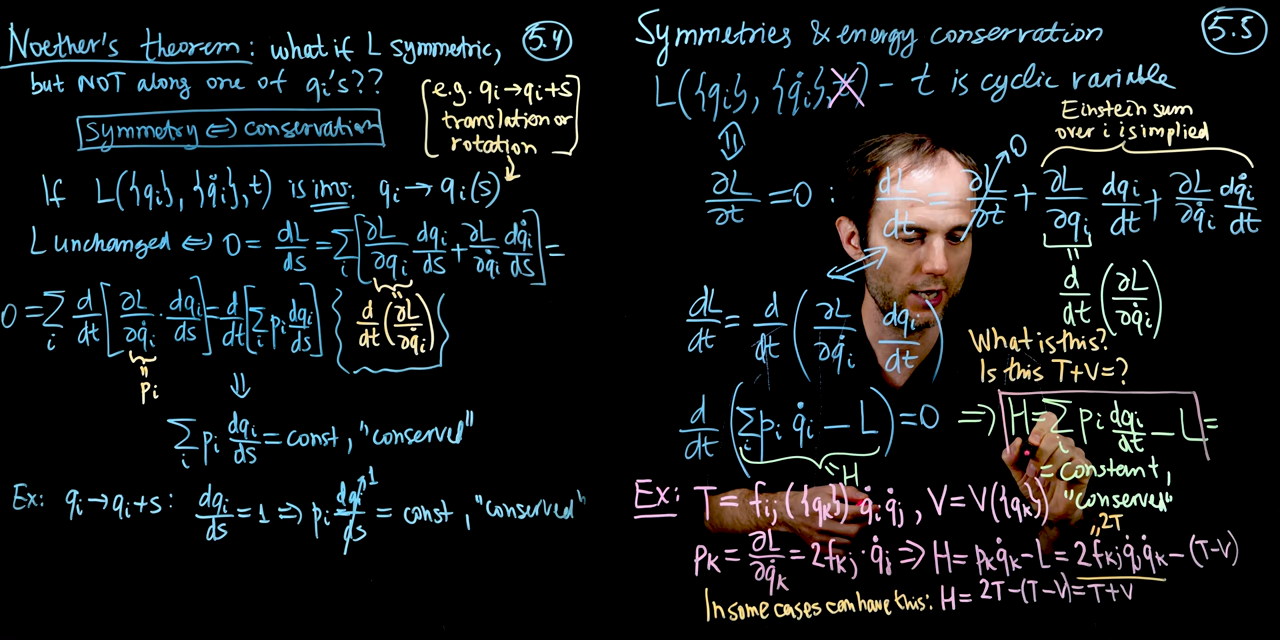 Noether's theorem: what if L symmetric, 5.4
but NOT along one of qᵢ's??
[e.g. qᵢ→qᵢ+s
translation or
rotation]
Symmetry ⇔ conservation
If L({qᵢ}, {q̇ᵢ}, t) is inv: qᵢ → qᵢ(s)
L unchanged ⇔ 0 = dL/ds = Σᵢ[∂L/∂qᵢ dqᵢ/ds + ∂L/∂q̇ᵢ dq̇ᵢ/ds] =
0 = Σᵢ d/dt[∂L/∂q̇ᵢ · dqᵢ/ds] = d/dt[Σᵢ pᵢ dqᵢ/ds] { d/dt(∂L/∂q̇ᵢ) }
"
pᵢ
⇓
Σᵢ pᵢ dqᵢ/ds = const, "conserved"
Ex: qᵢ → qᵢ+s: dqᵢ/ds = 1 ⇒ pᵢ dqᵢ/ds 1 = const, "conserved"
Symmetries & energy conservation 5.5
L({qᵢ}, {q̇ᵢ}, t) – t is cyclic variable
Einstein sum
over i is implied
⇓
∂L/∂t = 0 : dL/dt = ∂L/∂t 0 + ∂L/∂qᵢ dqᵢ/dt + ∂L/∂q̇ᵢ dq̇ᵢ/dt
"
d/dt(∂L/∂q̇ᵢ)
dL/dt = d/dt(∂L/∂q̇ᵢ dqᵢ/dt)
What is this?
Is this T+V=?
d/dt(Σᵢ pᵢ q̇ᵢ – L) = 0 ⇒ H = Σᵢ pᵢ dqᵢ/dt – L =
"H
= constant,
"conserved"
Ex: T = fᵢⱼ({qₖ}) q̇ᵢq̇ⱼ, V = V({qₖ})
"2T
pₖ = ∂L/∂q̇ₖ = 2fₖⱼ · q̇ⱼ ⇒ H = pₖq̇ₖ – L = 2fₖⱼq̇ⱼq̇ₖ – (T–V)
In some cases can have this: H = 2T – (T–V) = T+V